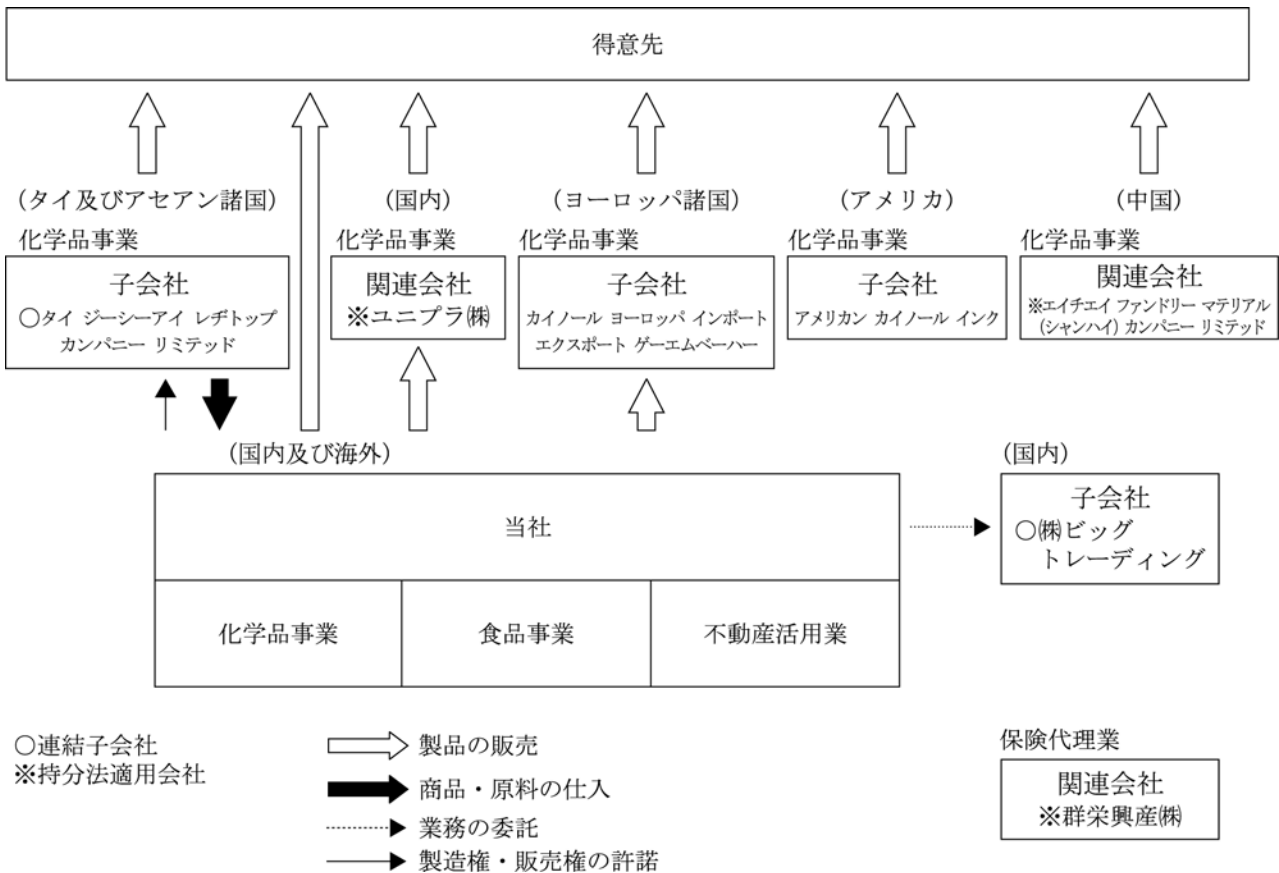 得意先
(タイ及びアセアン諸国)
化学品事業
子会社
○タイ ジーシーアイ レヂトップ
カンパニー リミテッド
(国内)
化学品事業
関連会社
※ユニプラ㈱
(ヨーロッパ諸国)
化学品事業
子会社
カイノール ヨーロッパ インポート
エクスポート ゲーエムベーハー
(アメリカ)
化学品事業
子会社
アメリカン カイノール インク
(中国)
化学品事業
関連会社
※エイチエイ ファンドリー マテリアル
(シャンハイ) カンパニー リミテッド
(国内及び海外)
当社
化学品事業
食品事業
不動産活用業
(国内)
子会社
○㈱ビッグ
トレーディング
○連結子会社
※持分法適用会社
製品の販売
商品・原料の仕入
業務の委託
製造権・販売権の許諾
保険代理業
関連会社
※群栄興産㈱